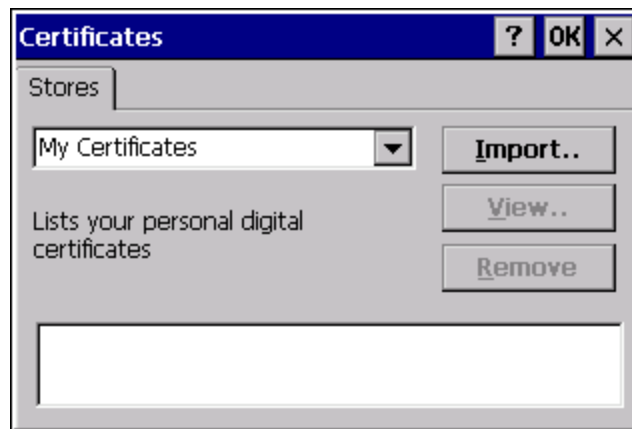 Certificates ? OK ×
Stores
My Certificates
Import..
Lists your personal digital
certificates
View..
Remove